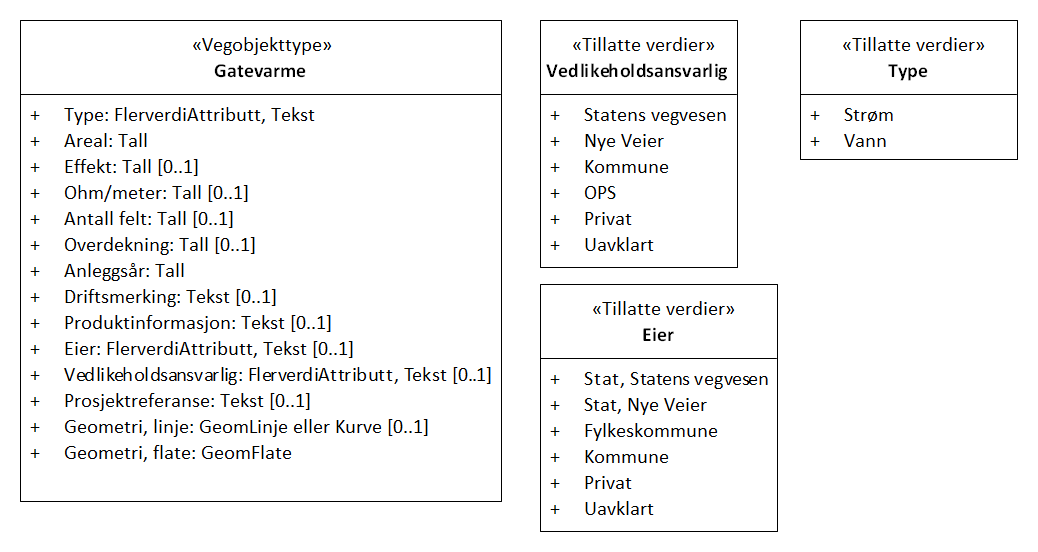 «Vegobjekttype»
Gatevarme
+ Type: FlerverdiAttributt, Tekst
+ Areal: Tall
+ Effekt: Tall [0..1]
+ Ohm/meter: Tall [0..1]
+ Antall felt: Tall [0..1]
+ Overdekning: Tall [0..1]
+ Anleggsår: Tall
+ Driftsmerking: Tekst [0..1]
+ Produktinformasjon: Tekst [0..1]
+ Eier: FlerverdiAttributt, Tekst [0..1]
+ Vedlikeholdsansvarlig: FlerverdiAttributt, Tekst [0..1]
+ Prosjektreferanse: Tekst [0..1]
+ Geometri, linje: GeomLinje eller Kurve [0..1]
+ Geometri, flate: GeomFlate
«Tillatte verdier»
Vedlikeholdsansvarlig
+ Statens vegvesen
+ Nye Veier
+ Kommune
+ OPS
+ Privat
+ Uavklart
«Tillatte verdier»
Type
+ Strøm
+ Vann
«Tillatte verdier»
Eier
+ Stat, Statens vegvesen
+ Stat, Nye Veier
+ Fylkeskommune
+ Kommune
+ Privat
+ Uavklart